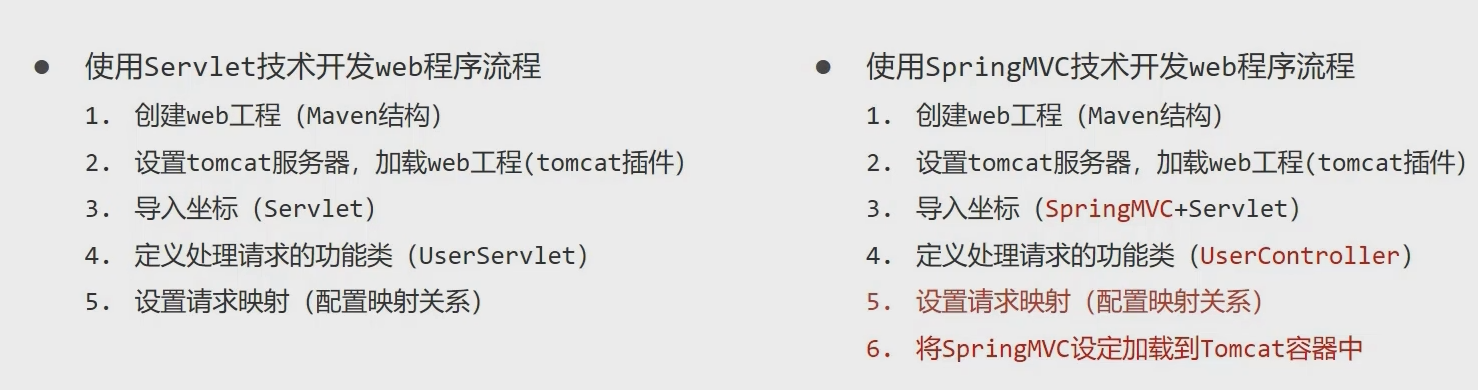 使用Servlet技术开发web程序流程
1. 创建web工程（Maven结构）
2. 设置tomcat服务器，加载web工程(tomcat插件)
3. 导入坐标（Servlet）
4. 定义处理请求的功能类（UserServlet）
5. 设置请求映射（配置映射关系）
使用SpringMVC技术开发web程序流程
1. 创建web工程（Maven结构）
2. 设置tomcat服务器，加载web工程(tomcat插件)
3. 导入坐标（SpringMVC+Servlet）
4. 定义处理请求的功能类（UserController）
5. 设置请求映射（配置映射关系）
6. 将SpringMVC设定加载到Tomcat容器中